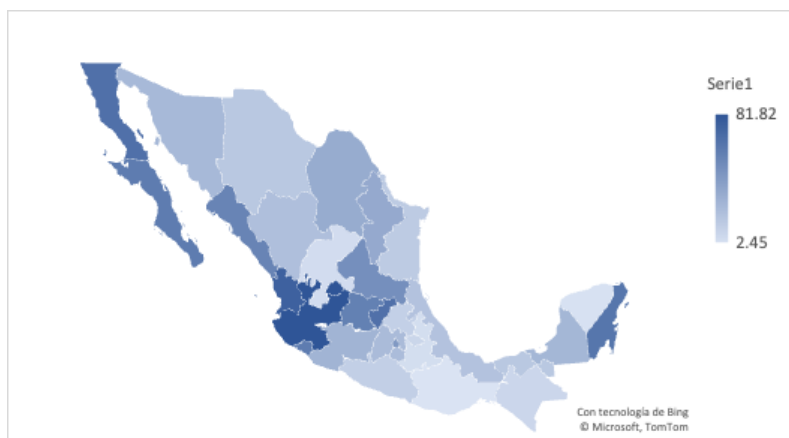 Serie1
81.82
2.45
Con tecnología de Bing
© Microsoft, TomTom